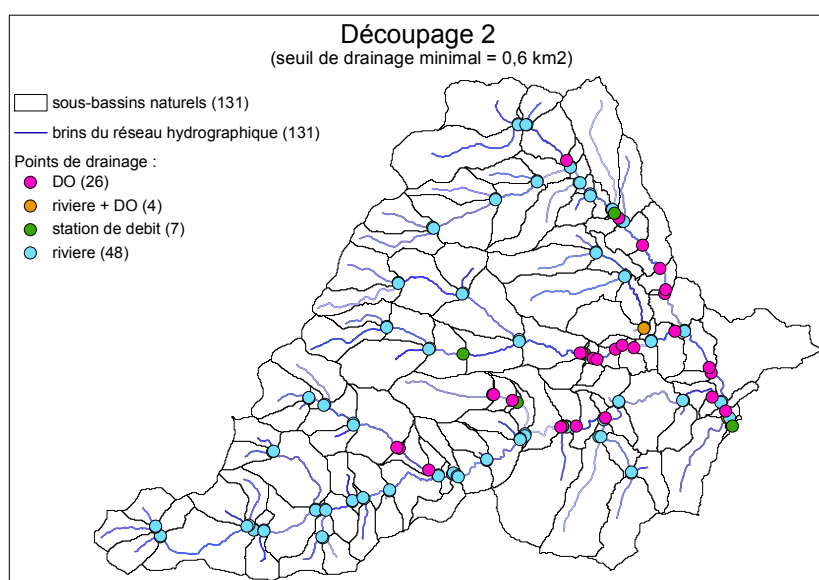 Découpage 2
(seuil de drainage minimal = 0,6 km2)
sous-bassins naturels (131)
brins du réseau hydrographique (131)
Points de drainage :
DO (26)
riviere + DO (4)
station de debit (7)
riviere (48)